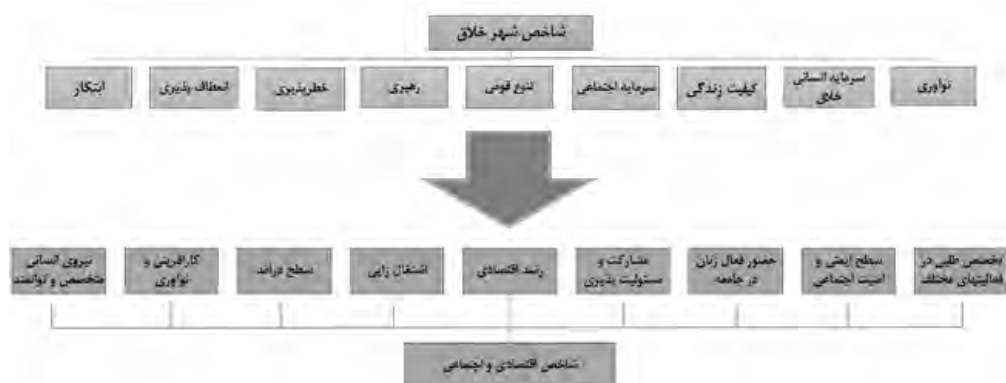 شاخص شهر خلاق
نوآوری
سرمایه انسانی
خلاق
کیفیت زندگی
سرمایه اجتماعی
تنوع قومی
رهبری
خطرپذیری
انعطاف پذیری
ابتکار
تخصص طلبی در
فعالیتهای مختلف
سطح ایمنی و
امنیت اجتماعی
حضور فعال زنان
در جامعه
مشارکت و
مسئولیت پذیری
رشد اقتصادی
اشتغال زایی
سطح درآمد
کارآفرینی و
نوآوری
نیروی انسانی
متخصص و توانمند
شاخص اقتصادی و اجتماعی